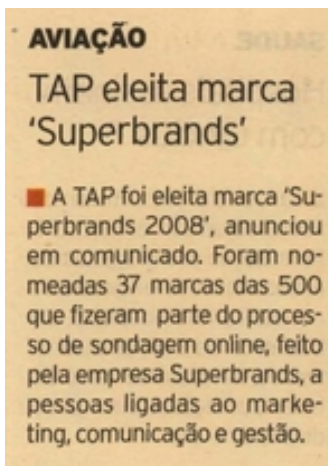 AVIAÇÃO
TAP eleita marca
‘Superbrands’
A TAP foi eleita marca ‘Su-
perbrands 2008’, anunciou
em comunicado. Foram no-
meadas 37 marcas das 500
que fizeram parte do proces-
so de sondagem online, feito
pela empresa Superbrands, a
pessoas ligadas ao marke-
ting, comunicação e gestão.